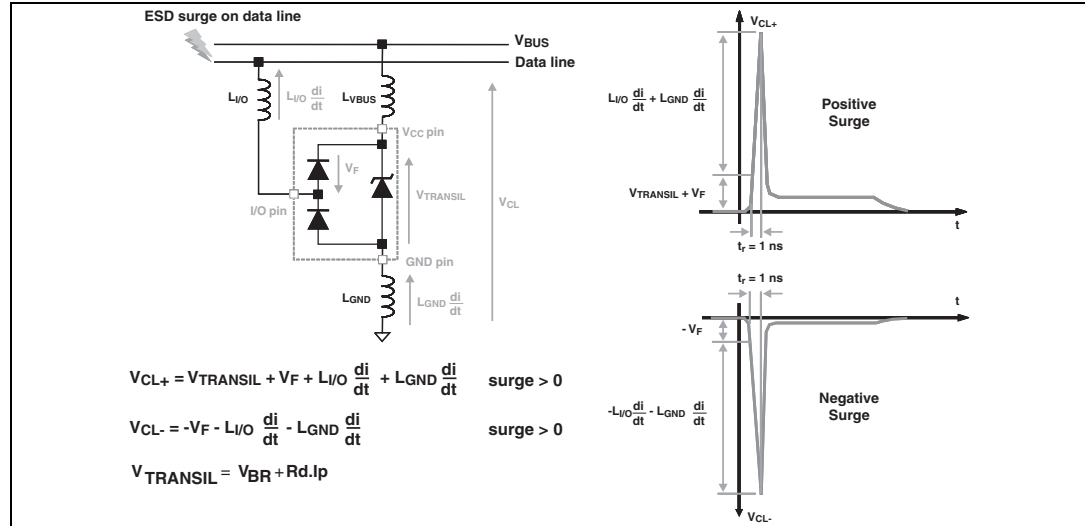 ESD surge on data line
VBUS
Data line
LI/O
LI/O di/dt
LVBUS
VCC pin
VF
VTRANSIL
VCL
I/O pin
GND pin
LGND
LGND di/dt
VCL+ = VTRANSIL + VF + LI/O di/dt + LGND di/dt surge > 0
VCL- = -VF - LI/O di/dt - LGND di/dt surge > 0
VTRANSIL = VBR + Rd.Ip
VCL+
LI/O di/dt + LGND di/dt
Positive
Surge
VTRANSIL + VF
t
tr = 1 ns
tr = 1 ns
t
- VF
-LI/O di/dt - LGND di/dt
Negative
Surge
VCL-